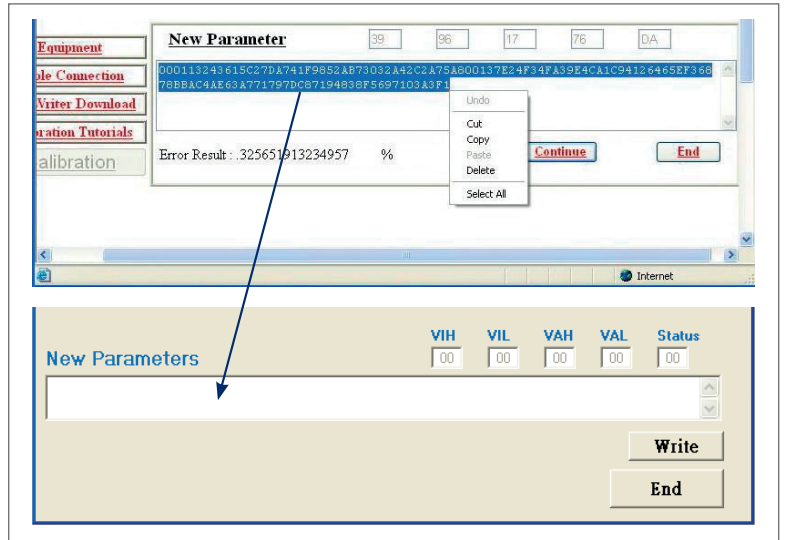 Equipment
ole Connection
Writer Download
ration Tutorials
alibration
New Parameter 39 96 17 76 DA
000113243615C27DA741F9852AB73032A42C2A75A800137E24F34FA39E4CA1C94126465EF368
78BBAC4AE63A771797DC87194838F5697103A3F1
Undo
Cut
Copy
Paste
Delete
Select All
Error Result : .325651913234957 %
Continue
End
Internet
VIH VIL VAH VAL Status
New Parameters 00 00 00 00 00
Write
End